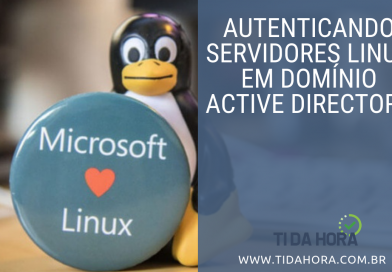 AUTENTICANDO
SERVIDORES LINU
EM DOMÍNIO
ACTIVE DIRECTOR
Microsoft
Linux
TI DA HORA
WWW.TIDAHORA.COM.BR